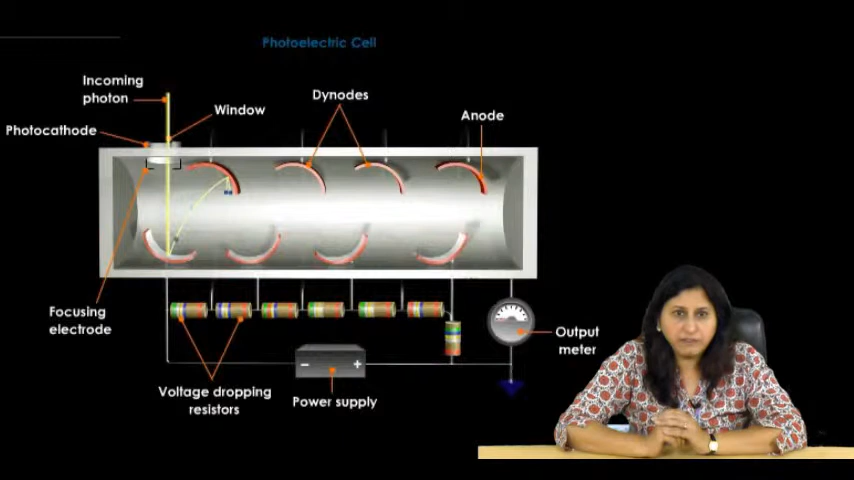 Photoelectric Cell
Incoming
photon
Window
Dynodes
Anode
Photocathode
Focusing
electrode
Output
meter
Voltage dropping
resistors
Power supply
- +